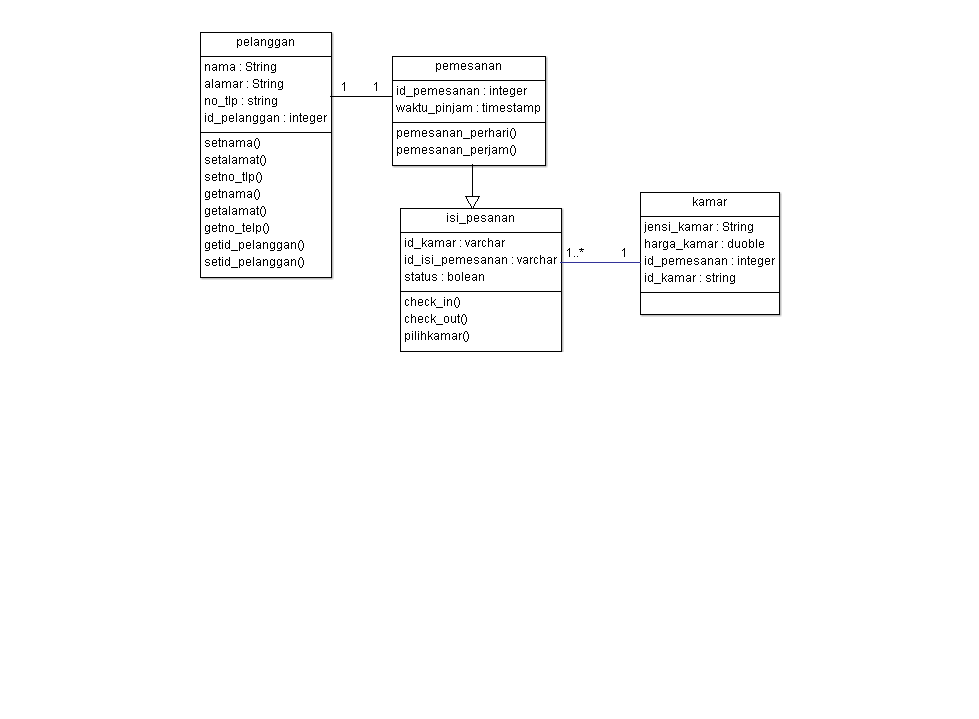 pelanggan
nama : String
alamar : String
no_tlp : string
id_pelanggan : integer
setnama()
setalamat()
setno_tlp()
getnama()
getalamat()
getno_telp()
getid_pelanggan()
setid_pelanggan()
1 1
pemesanan
id_pemesanan : integer
waktu_pinjam : timestamp
pemesanan_perhari()
pemesanan_perjam()
isi_pesanan
id_kamar : varchar
id_isi_pemesanan : varchar
status : bolean
check_in()
check_out()
pilihkamar()
1..* 1
kamar
jensi_kamar : String
harga_kamar : duoble
id_pemesanan : integer
id_kamar : string